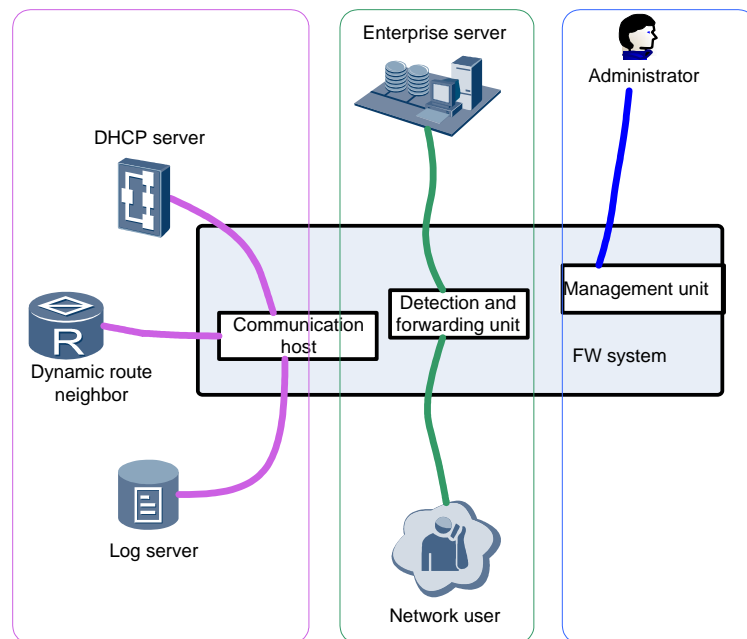 Enterprise server
Administrator
DHCP server
Management unit
Detection and
forwarding unit
Communication
host
FW system
R
Dynamic route
neighbor
Log server
Network user